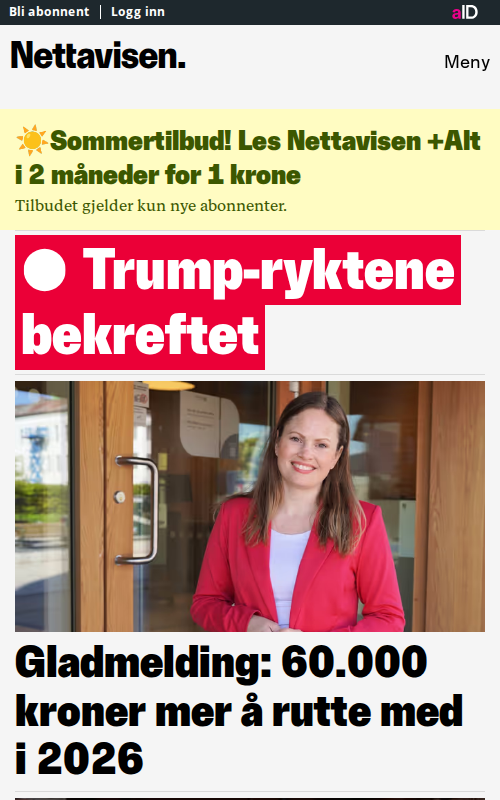 Bli abonnent | Logg inn
aID
Nettavisen.
Meny
☀️Sommertilbud! Les Nettavisen +Alt
i 2 måneder for 1 krone
Tilbudet gjelder kun nye abonnenter.
Trump-ryktene
bekreftet
Gladmelding: 60.000
kroner mer å rutte med
i 2026